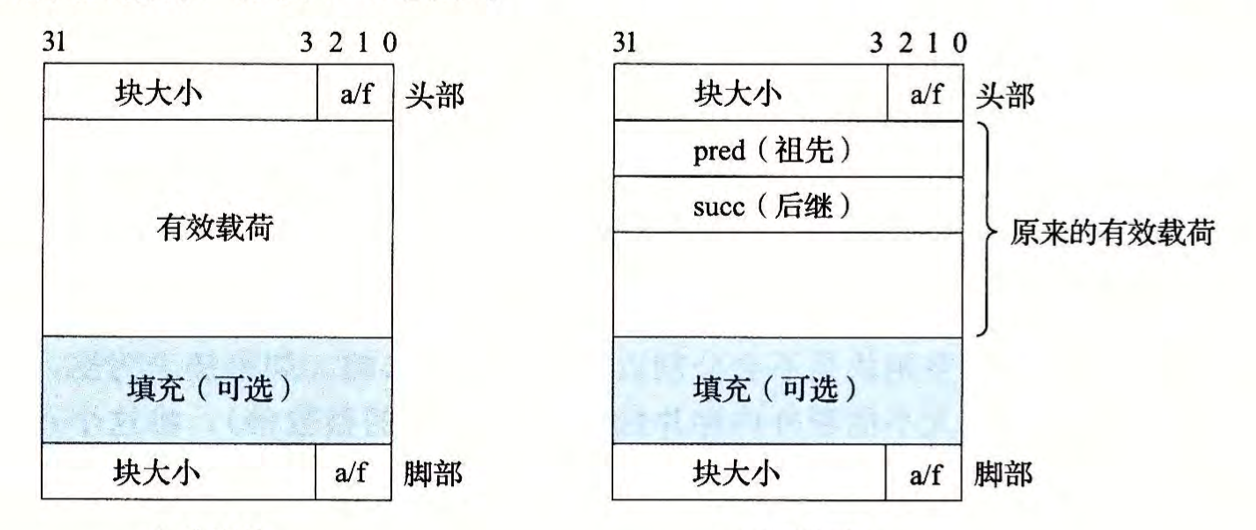 31 3 2 1 0
块大小 a/f 头部
有效载荷
填充（可选）
块大小 a/f 脚部
31 3 2 1 0
块大小 a/f 头部
pred（祖先）
succ（后继）
原来的有效载荷
填充（可选）
块大小 a/f 脚部